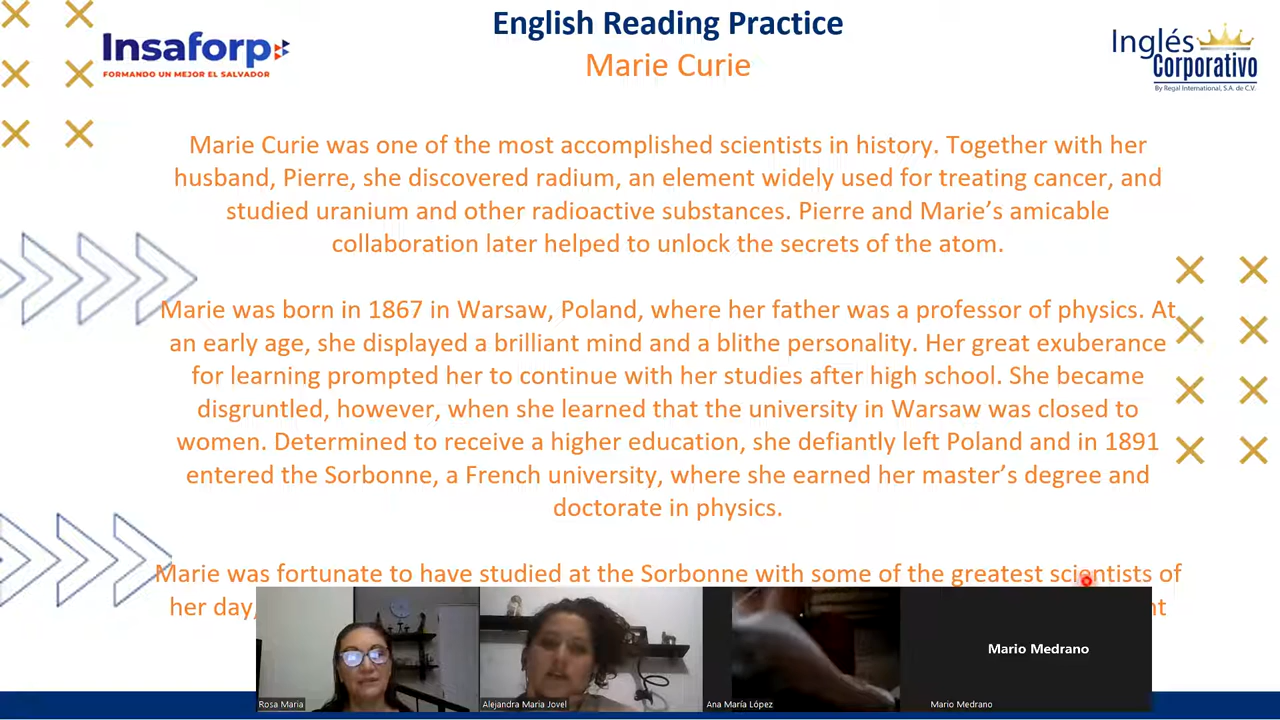 English Reading Practice
Marie Curie
Insaforp
FORMANDO UN MEJOR EL SALVADOR
Inglés
Corporativo
By Regal International, S.A. de C.V.
Marie Curie was one of the most accomplished scientists in history. Together with her
husband, Pierre, she discovered radium, an element widely used for treating cancer, and
studied uranium and other radioactive substances. Pierre and Marie’s amicable
collaboration later helped to unlock the secrets of the atom.
Marie was born in 1867 in Warsaw, Poland, where her father was a professor of physics. At
an early age, she displayed a brilliant mind and a blithe personality. Her great exuberance
for learning prompted her to continue with her studies after high school. She became
disgruntled, however, when she learned that the university in Warsaw was closed to
women. Determined to receive a higher education, she defiantly left Poland and in 1891
entered the Sorbonne, a French university, where she earned her master’s degree and
doctorate in physics.
Marie was fortunate to have studied at the Sorbonne with some of the greatest scientists of
her day,
Mario Medrano
Rosa Maria
Alejandra Maria Jovel
Ana María López
Mario Medrano